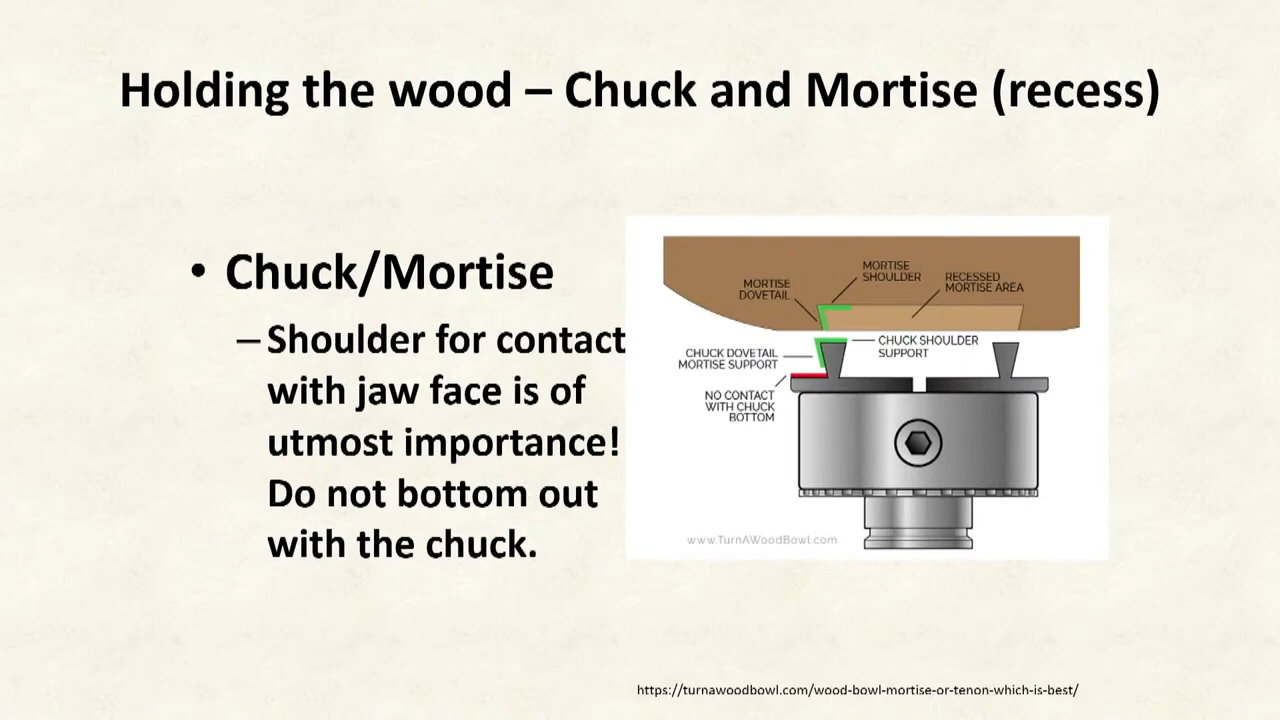 Holding the wood – Chuck and Mortise (recess)
• Chuck/Mortise
– Shoulder for contact
with jaw face is of
utmost importance!
Do not bottom out
with the chuck.
MORTISE
DOVETAIL
MORTISE
SHOULDER
RECESSED
MORTISE AREA
CHUCK DOVETAIL
MORTISE SUPPORT
CHUCK SHOULDER
SUPPORT
NO CONTACT
WITH CHUCK
BOTTOM
www.TurnAWoodBowl.com
https://turnawoodbowl.com/wood-bowl-mortise-or-tenon-which-is-best/